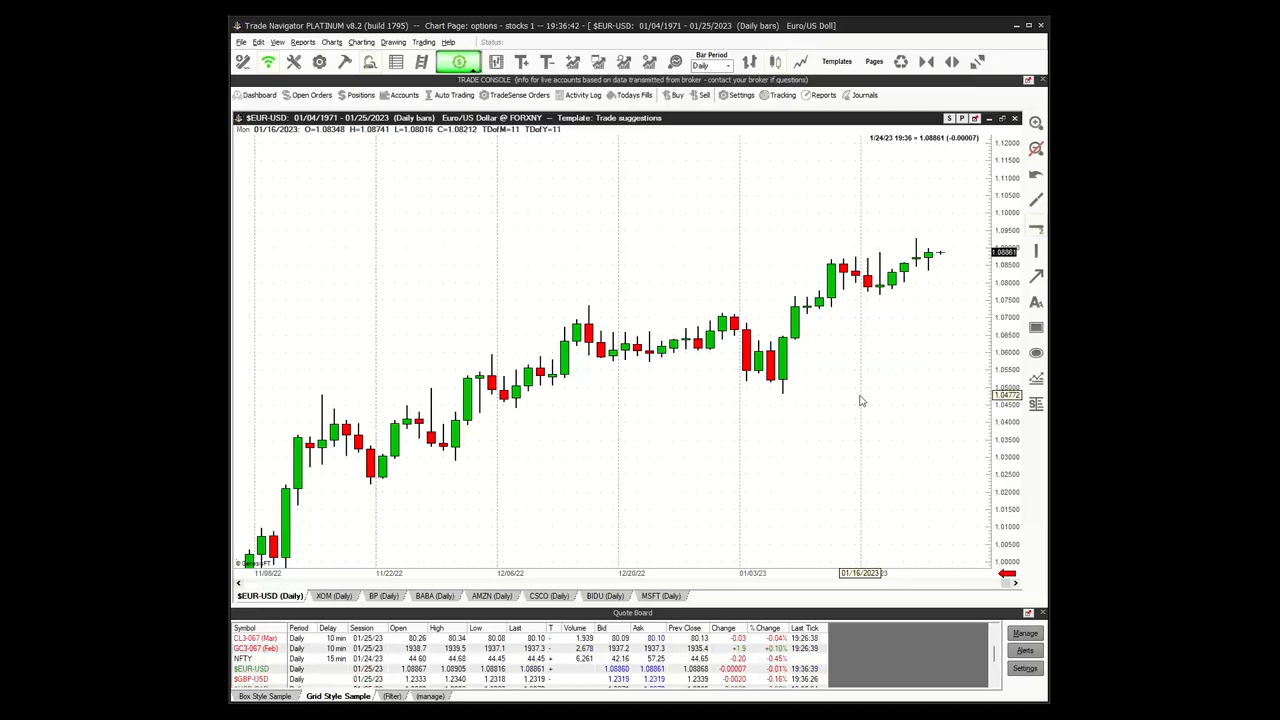 Trade Navigator PLATINUM v8.2 (build 1795) -- Chart Page: options - stocks 1 -- 19:36:42 - [ $EUR-USD: 01/04/1971 - 01/25/2023 (Daily bars) Euro/US Doll]
File Edit View Reports Charts Charting Drawing Trading Help Status:
Bar Period
Daily
Templates Pages
TRADE CONSOLE (info for live accounts based on data transmitted from broker - contact your broker if questions)
Dashboard Open Orders Positions Accounts Auto Trading TradeSense Orders Activity Log Todays Fills Buy Sell Settings Tracking Reports Journals
$EUR-USD: 01/04/1971 - 01/25/2023 (Daily bars) Euro/US Dollar @ FORXNY -- Template: Trade suggestions
S P
Mon 01/16/2023: O=1.08348 H=1.08741 L=1.08016 C=1.08212 TDofM=11 TDofY=11
1/24/23 19:36 = 1.08861 (-0.00007)
1.12000
1.11500
1.11000
1.10500
1.10000
1.09500
1.08861
1.08500
1.08000
1.07500
1.07000
1.06500
1.06000
1.05500
1.05000
1.04772
1.04500
1.04000
1.03500
1.03000
1.02500
1.02000
1.01500
1.01000
1.00500
1.00000
11/08/22 11/22/22 12/06/22 12/20/22 01/03/23 01/16/2023
$EUR-USD (Daily) XOM (Daily) BP (Daily) BABA (Daily) AMZN (Daily) CSCO (Daily) BIDU (Daily) MSFT (Daily)
Quote Board
Symbol Period Delay Session Open High Low Last T Volume Bid Ask Prev Close Change % Change Last Tick
CL3-067 (Mar) Daily 10 min 01/25/23 80.26 80.34 80.08 80.10 - 1,939 80.09 80.10 80.13 -0.03 -0.04% 19:26:38
GC3-067 (Feb) Daily 10 min 01/25/23 1938.7 1939.5 1937.1 1937.3 - 2,678 1937.2 1937.3 1935.4 +1.9 +0.10% 19:26:39
NFTY Daily 15 min 01/24/23 44.60 44.68 44.45 44.45 + 6,261 42.16 57.25 44.65 -0.20 -0.45% 19:00:00
$EUR-USD Daily 01/25/23 1.08867 1.08905 1.08816 1.08861 + 1.08860 1.08861 1.08868 -0.00007 -0.01% 19:36:39
$GBP-USD Daily 01/25/23 1.2333 1.2340 1.2318 1.2319 - 1.2319 1.2319 1.2339 -0.0020 -0.16% 19:36:26
Manage
Alerts
Settings
Box Style Sample Grid Style Sample (Filter) (manage)